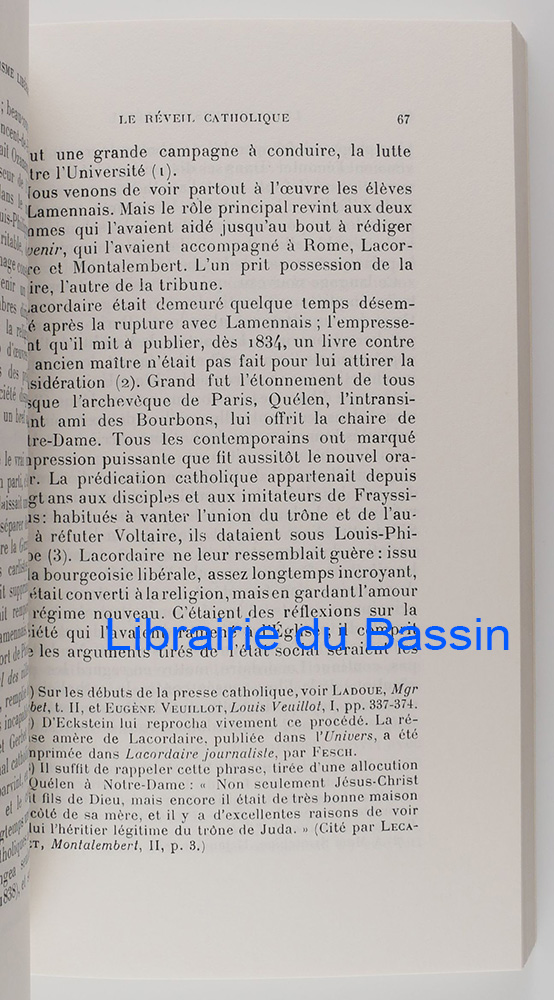 LE RÉVEIL CATHOLIQUE 67
ut une grande campagne à conduire, la lutte
tre l'Université (1).
Nous venons de voir partout à l'œuvre les élèves
Lamennais. Mais le rôle principal revint aux deux
mmes qui l'avaient aidé jusqu'au bout à rédiger
venir, qui l'avaient accompagné à Rome, Lacor-
re et Montalembert. L'un prit possession de la
ire, l'autre de la tribune.
Lacordaire était demeuré quelque temps désem-
é après la rupture avec Lamennais ; l'empresse-
nt qu'il mit à publier, dès 1834, un livre contre
ancien maître n'était pas fait pour lui attirer la
sidération (2). Grand fut l'étonnement de tous
sque l'archevêque de Paris, Quélen, l'intransi-
nt ami des Bourbons, lui offrit la chaire de
tre-Dame. Tous les contemporains ont marqué
mpression puissante que fit aussitôt le nouvel ora-
r. La prédication catholique appartenait depuis
ngt ans aux disciples et aux imitateurs de Frayssi-
us : habitués à vanter l'union du trône et de l'au-
à réfuter Voltaire, ils dataient sous Louis-Phi-
pe (3). Lacordaire ne leur ressemblait guère : issu
la bourgeoisie libérale, assez longtemps incroyant,
était converti à la religion, mais en gardant l'amour
régime nouveau. C'étaient des réflexions sur la
iété qui l'avaient ramené à l'Église ; il comprit
e les arguments tirés de l'état social seraient les
Librairie du Bassin
) Sur les débuts de la presse catholique, voir LADOUE, Mgr
bet, t. II, et EUGÈNE VEUILLOT, Louis Veuillot, I, pp. 337-374.
) D'Eckstein lui reprocha vivement ce procédé. La ré-
se amère de Lacordaire, publiée dans l'Univers, a été
mprimée dans Lacordaire journaliste, par FESCH.
) Il suffit de rappeler cette phrase, tirée d'une allocution
Quélen à Notre-Dame : « Non seulement Jésus-Christ
it fils de Dieu, mais encore il était de très bonne maison
côté de sa mère, et il y a d'excellentes raisons de voir
lui l'héritier légitime du trône de Juda. » (Cité par LECA-
ET, Montalembert, II, p. 3.)